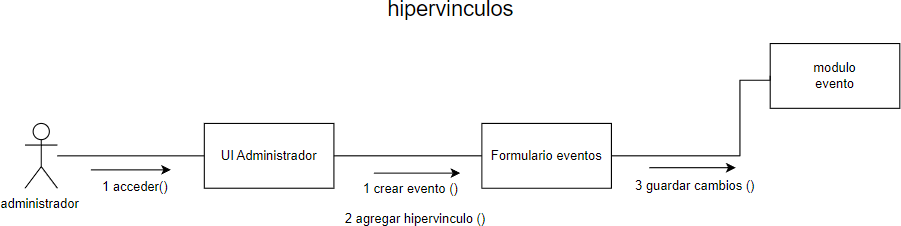 hipervinculos
modulo
evento
UI Administrador
Formulario eventos
1 acceder()
1 crear evento ()
3 guardar cambios ()
administrador
2 agregar hipervinculo ()